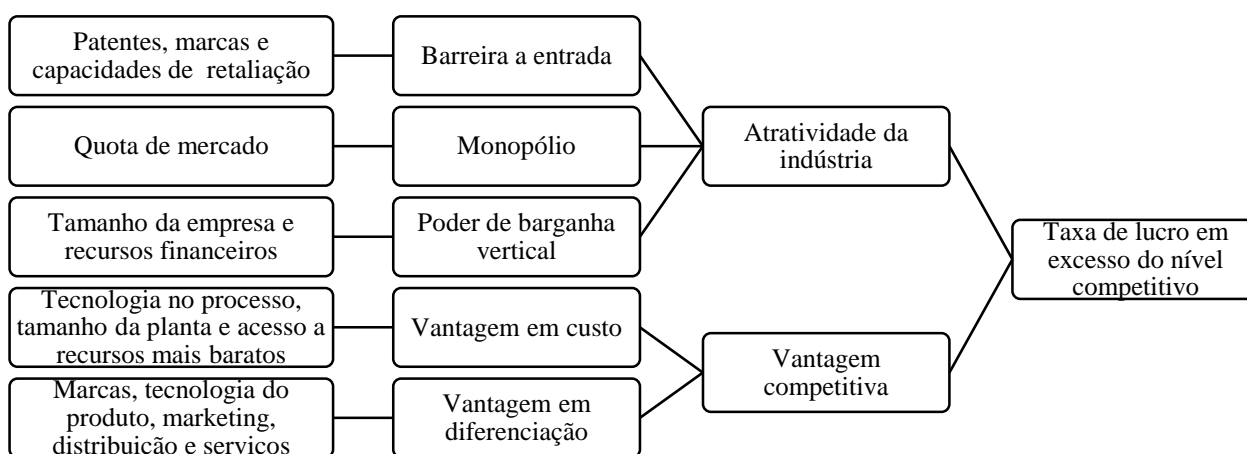 Patentes, marcas e
capacidades de retaliação
Barreira a entrada
Quota de mercado
Monopólio
Atratividade da
indústria
Tamanho da empresa e
recursos financeiros
Poder de barganha
vertical
Taxa de lucro em
excesso do nível
competitivo
Tecnologia no processo,
tamanho da planta e acesso a
recursos mais baratos
Vantagem em custo
Vantagem
competitiva
Marcas, tecnologia do
produto, marketing,
distribuição e serviços
Vantagem em
diferenciação